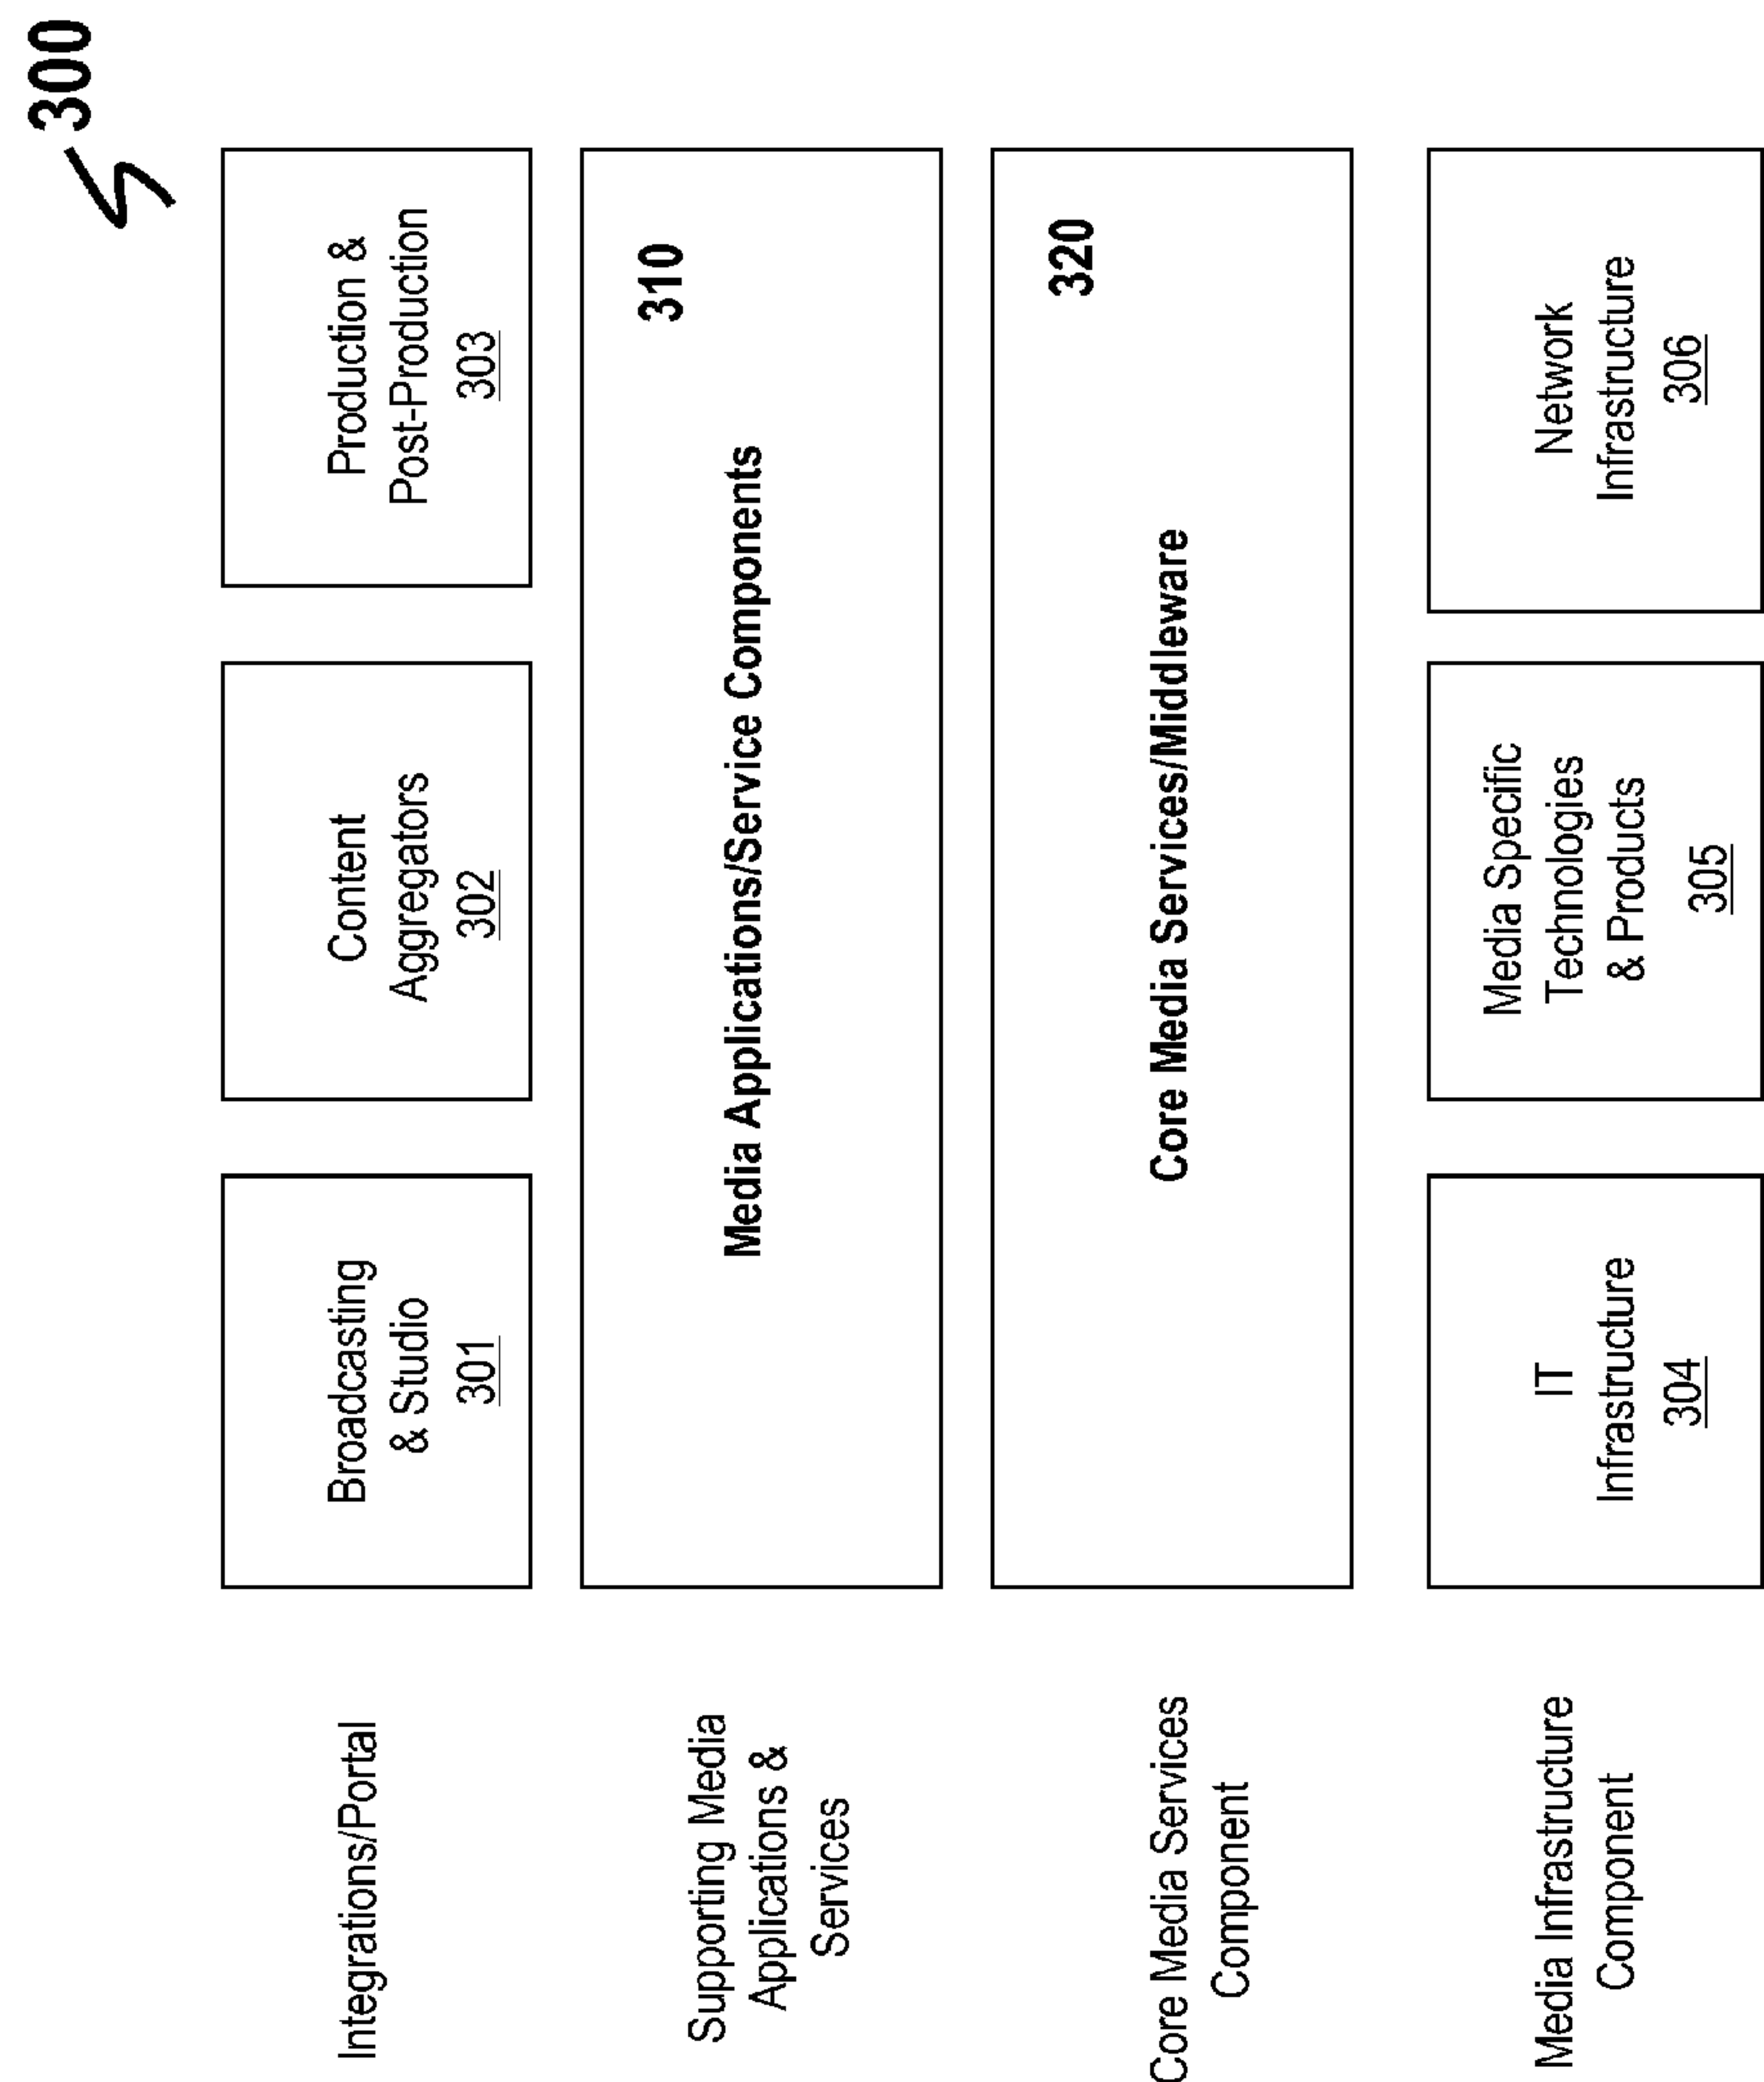 300
Integrations/Portal
Broadcasting
& Studio
301
Content
Aggregators
302
Production &
Post-Production
303
Supporting Media
Applications &
Services
310
Media Applications/Service Components
Core Media Services
Component
320
Core Media Services/Middleware
Media Infrastructure
Component
IT
Infrastructure
304
Media Specific
Technologies
& Products
305
Network
Infrastructure
306